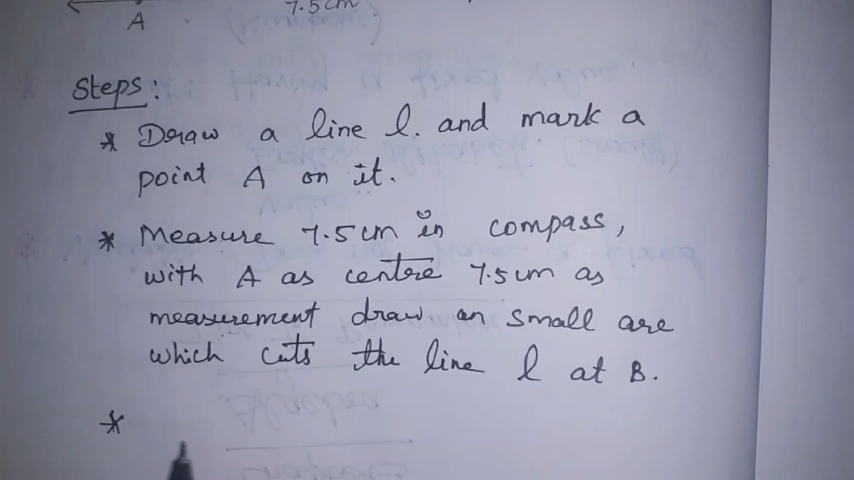 7.5cm
A
Steps:
* Draw a line l. and mark a
point A on it.
* Measure 7.5cm in compass,
with A as centre 7.5cm as
measurement draw an small arc
which cuts the line l at B.
*